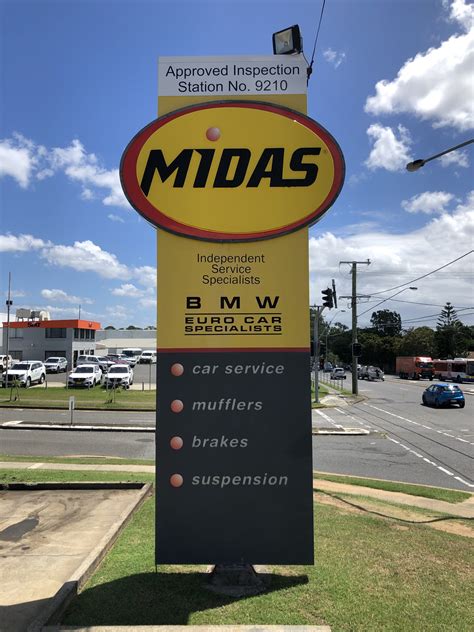 Approved Inspection
Station No. 9210
MIDAS
Independent
Service
Specialists
BMW
EURO CAR
SPECIALISTS
car service
mufflers
brakes
suspension